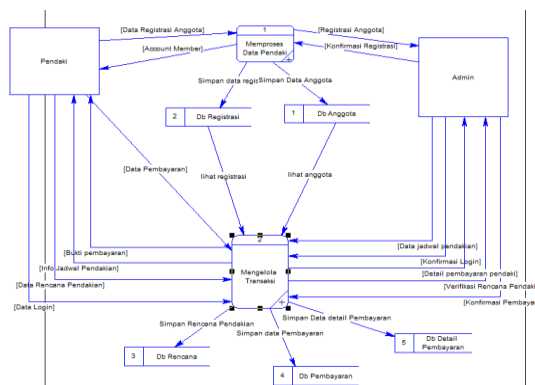 [Data Registrasi Anggota]
1
[Registrasi Anggota]
Pendaki
Memproses
Data Pendaki
[Account Member]
[Konfirmasi Registrasi]
Admin
Simpan data regist
Simpan Data Anggota
2 Db Registrasi
1 Db Anggota
[Data Pembayaran]
lihat registrasi
lihat anggota
2
Mengelola
Transaksi
[Bukti pembayaran]
[Data jadwal pendakian]
[Info Jadwal Pendakian]
[Konfirmasi Login]
[Data Rencana Pendakian]
[Detail pembayaran pendaki]
[Verifikasi Rencana Pendaki
[Data Login]
[Konfirmasi Pembaya
Simpan Rencana Pendakian
Simpan Data detail Pembayaran
Simpan data Pembayaran
3 Db Rencana
5 Db Detail
Pembayaran
4 Db Pembayaran